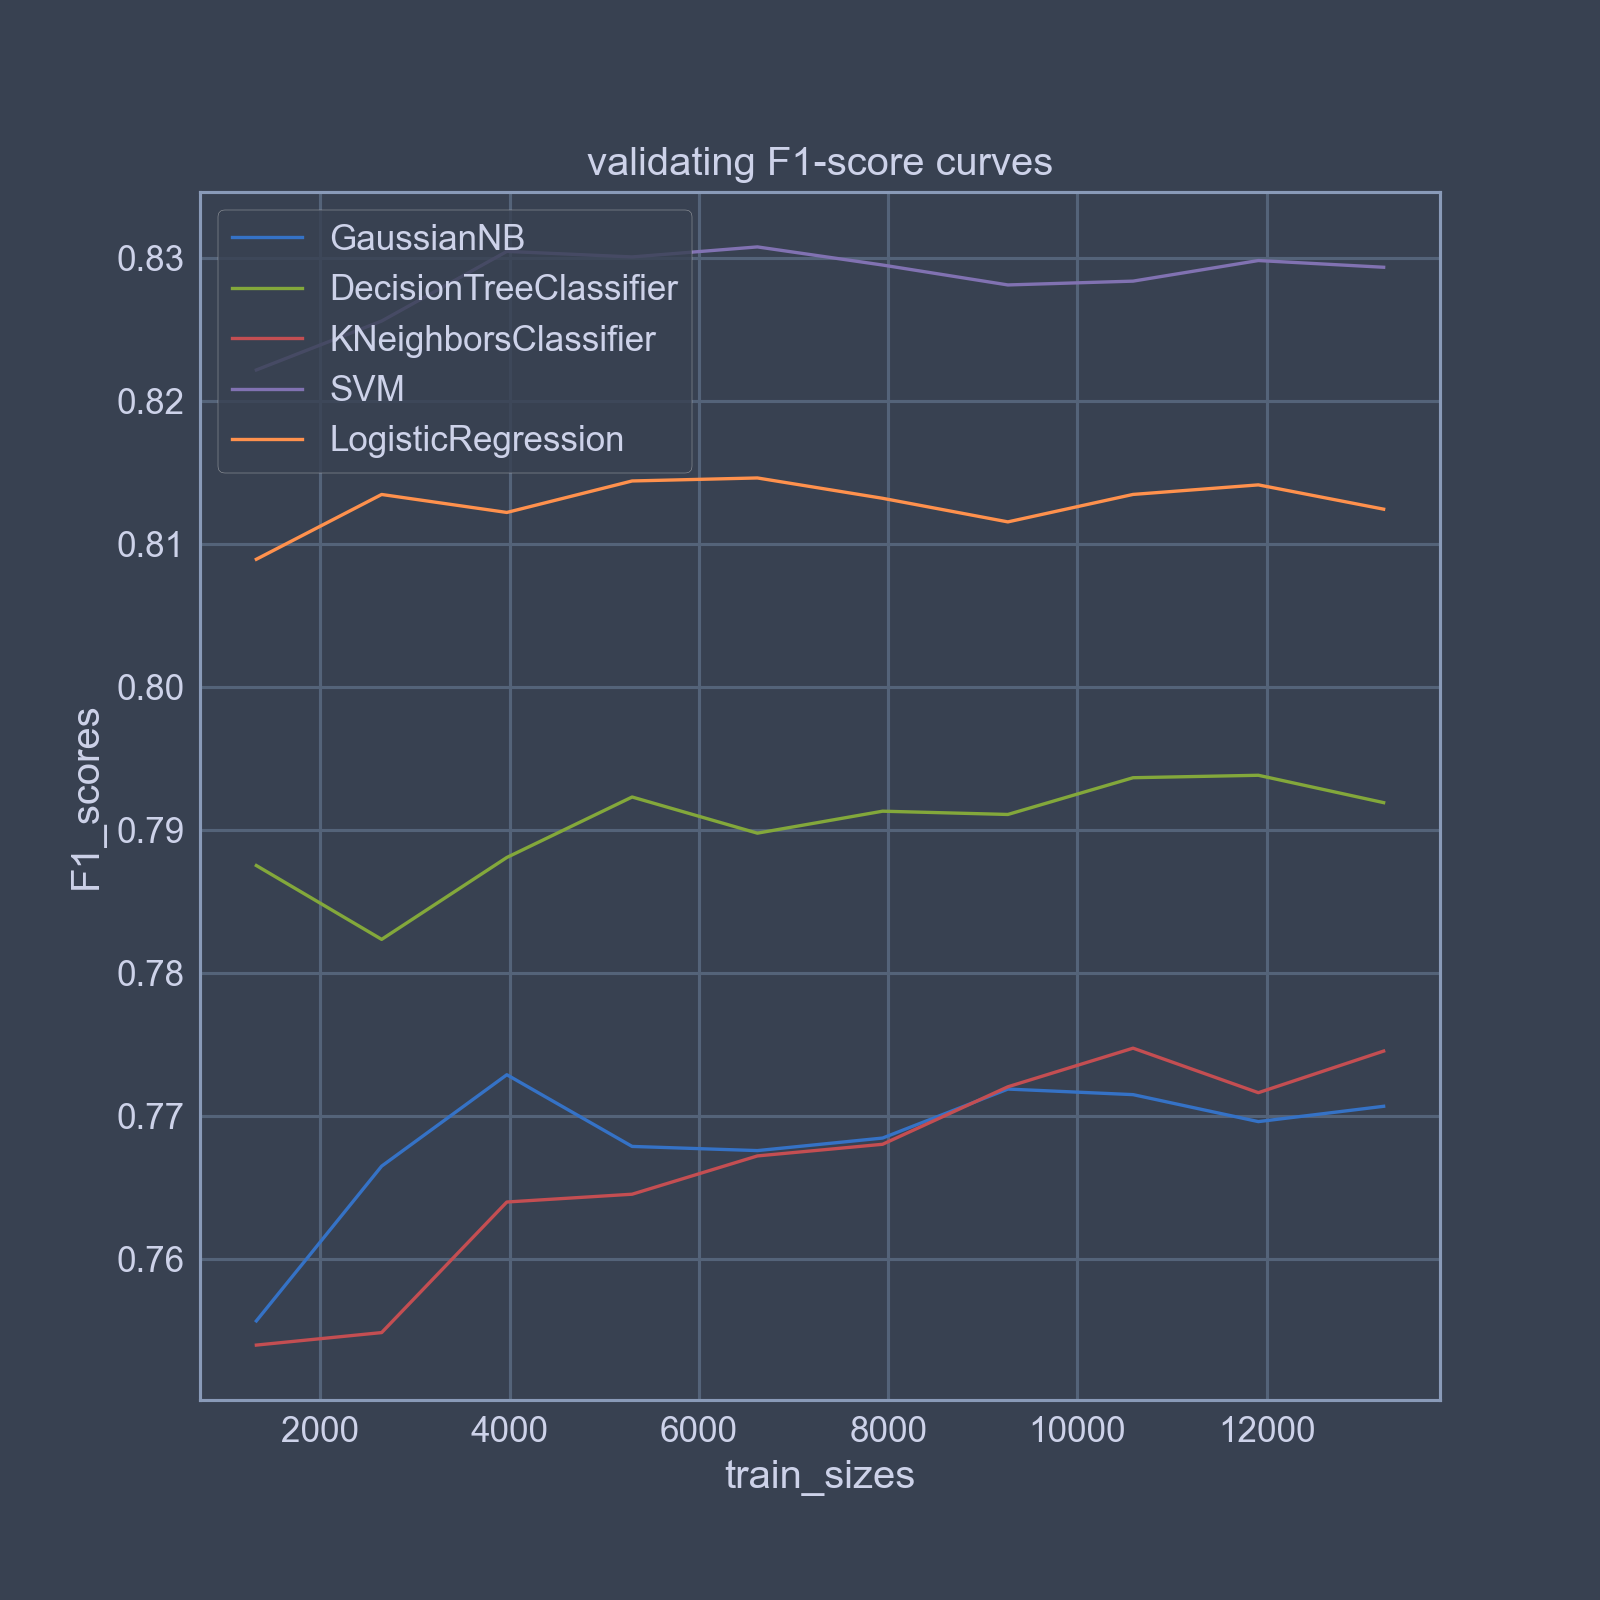 validating F1-score curves
GaussianNB
DecisionTreeClassifier
KNeighborsClassifier
SVM
LogisticRegression
0.83
0.82
0.81
0.80
0.79
0.78
0.77
0.76
F1_scores
2000 4000 6000 8000 10000 12000
train_sizes